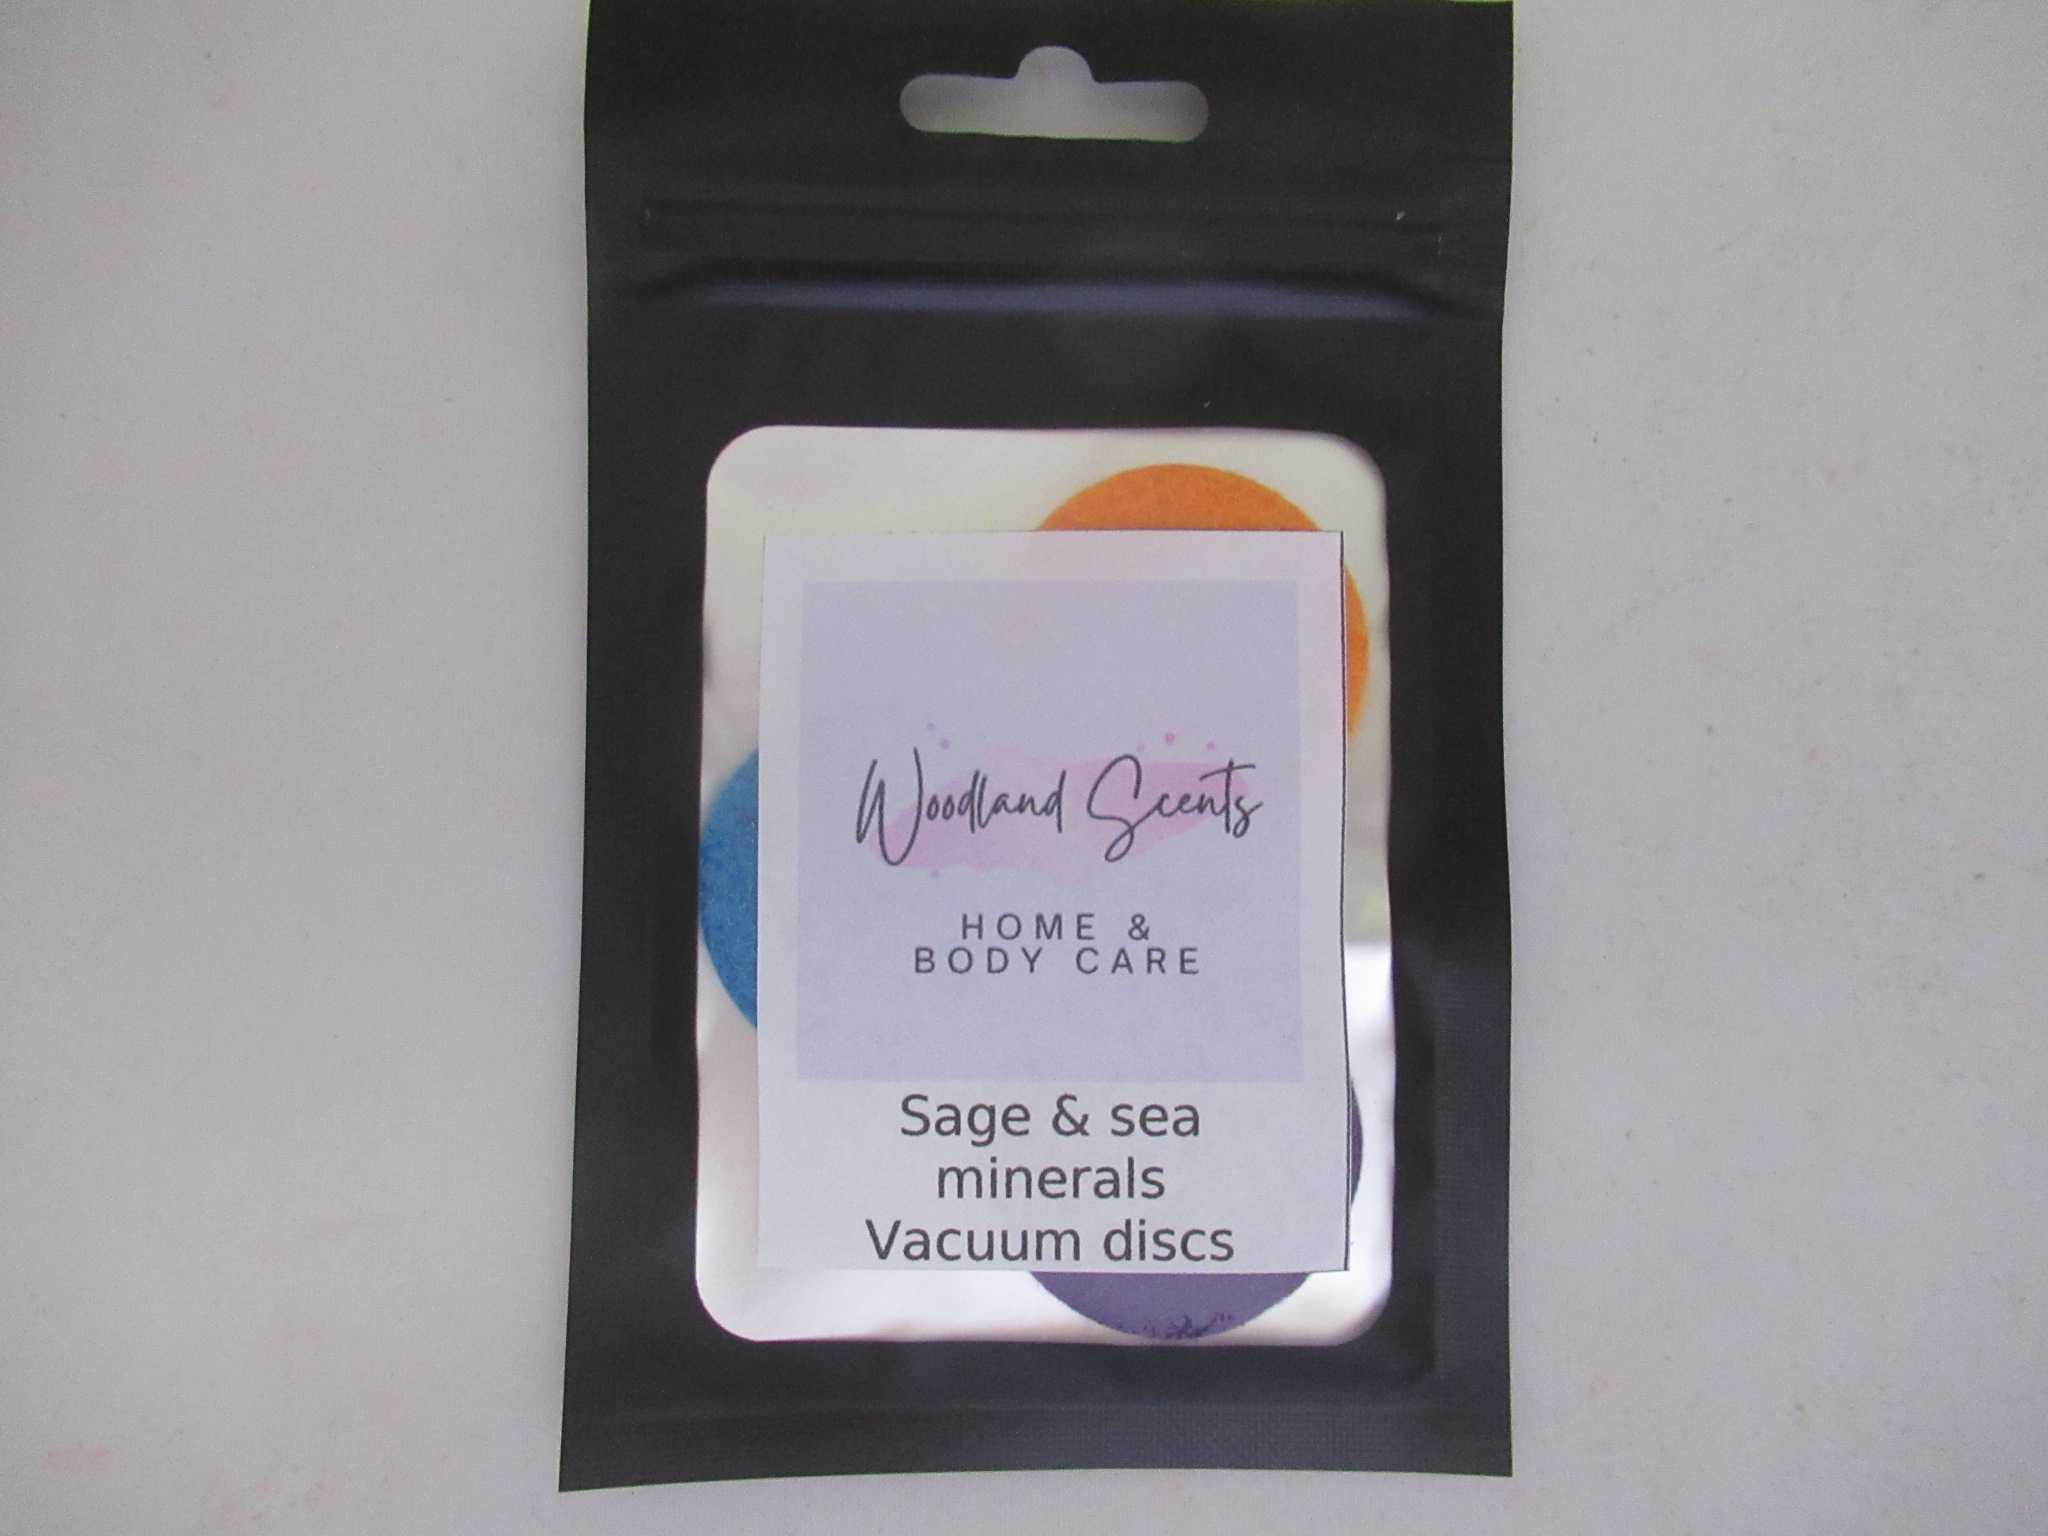 Woodland Scents
HOME &
BODY CARE
Sage & sea
minerals
Vacuum discs